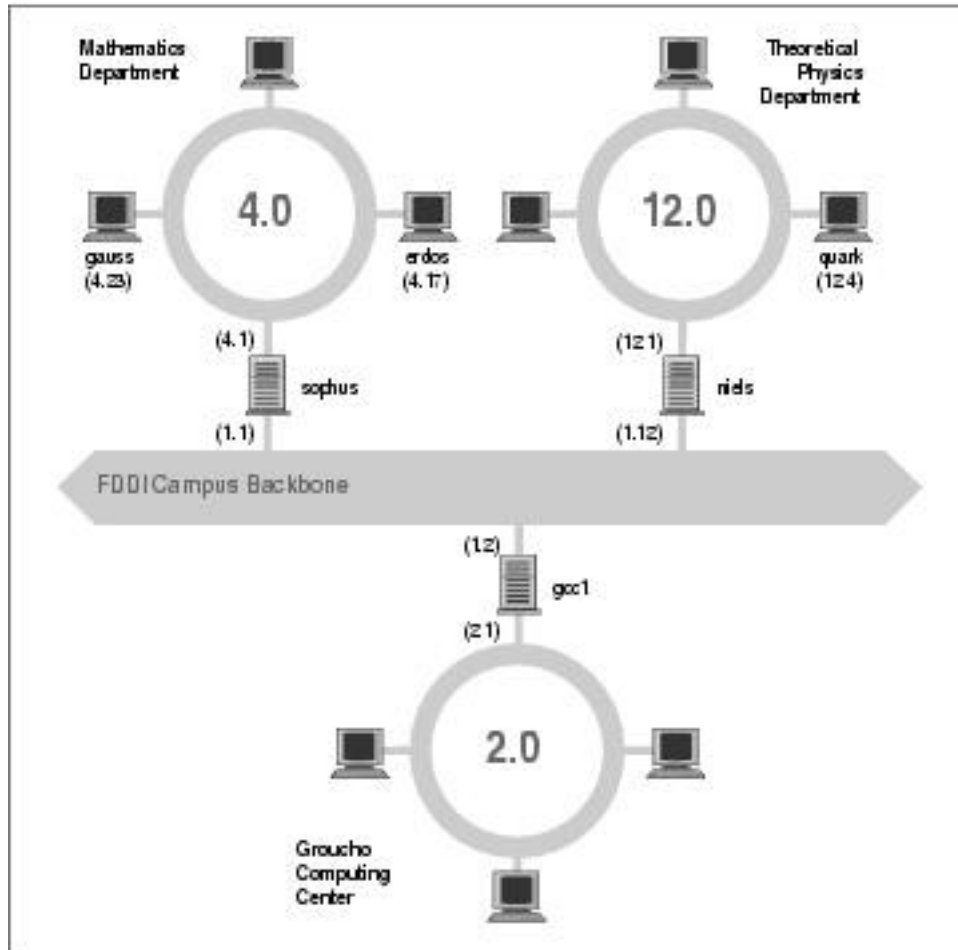 Mathematics
Department
Theoretical
Physics
Department
4.0
12.0
gauss
(4.23)
erdos
(4.17)
quark
(12.4)
(4.1)
(12.1)
sophus
niels
(1.1)
(1.12)
FDDI Campus Backbone
(1.2)
gcc1
(2.1)
2.0
Groucho
Computing
Center